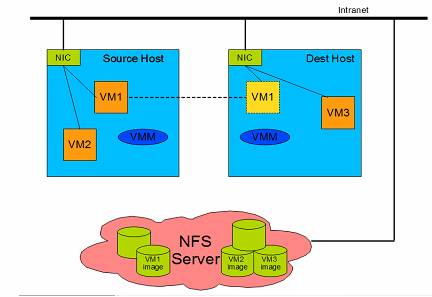 Intranet
NIC
Source Host
VM1
VM2
VMM
NIC
Dest Host
VM1
VM3
VMM
NFS
Server
VM1
image
VM2
image
VM3
image